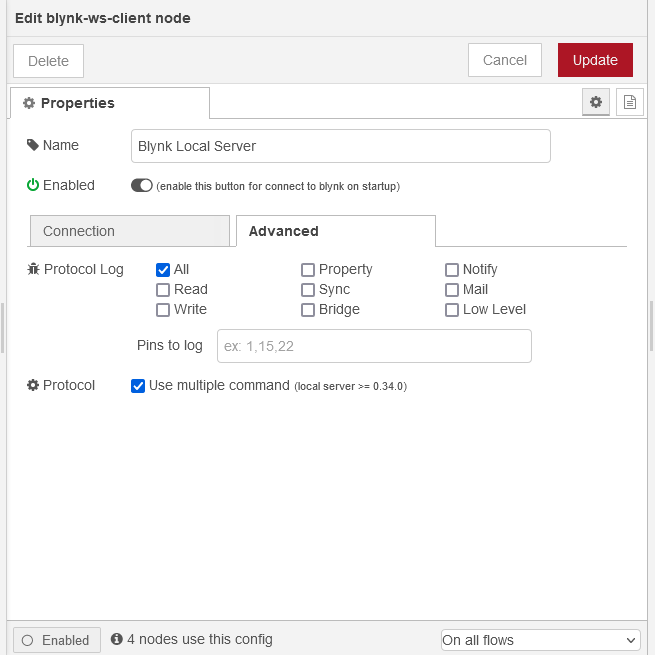 Edit blynk-ws-client node
Delete
Cancel
Update
Properties
Name
Blynk Local Server
Enabled
(enable this button for connect to blynk on startup)
Connection
Advanced
Protocol Log
All
Property
Notify
Read
Sync
Mail
Write
Bridge
Low Level
Pins to log
ex: 1,15,22
Protocol
Use multiple command (local server >= 0.34.0)
Enabled
4 nodes use this config
On all flows